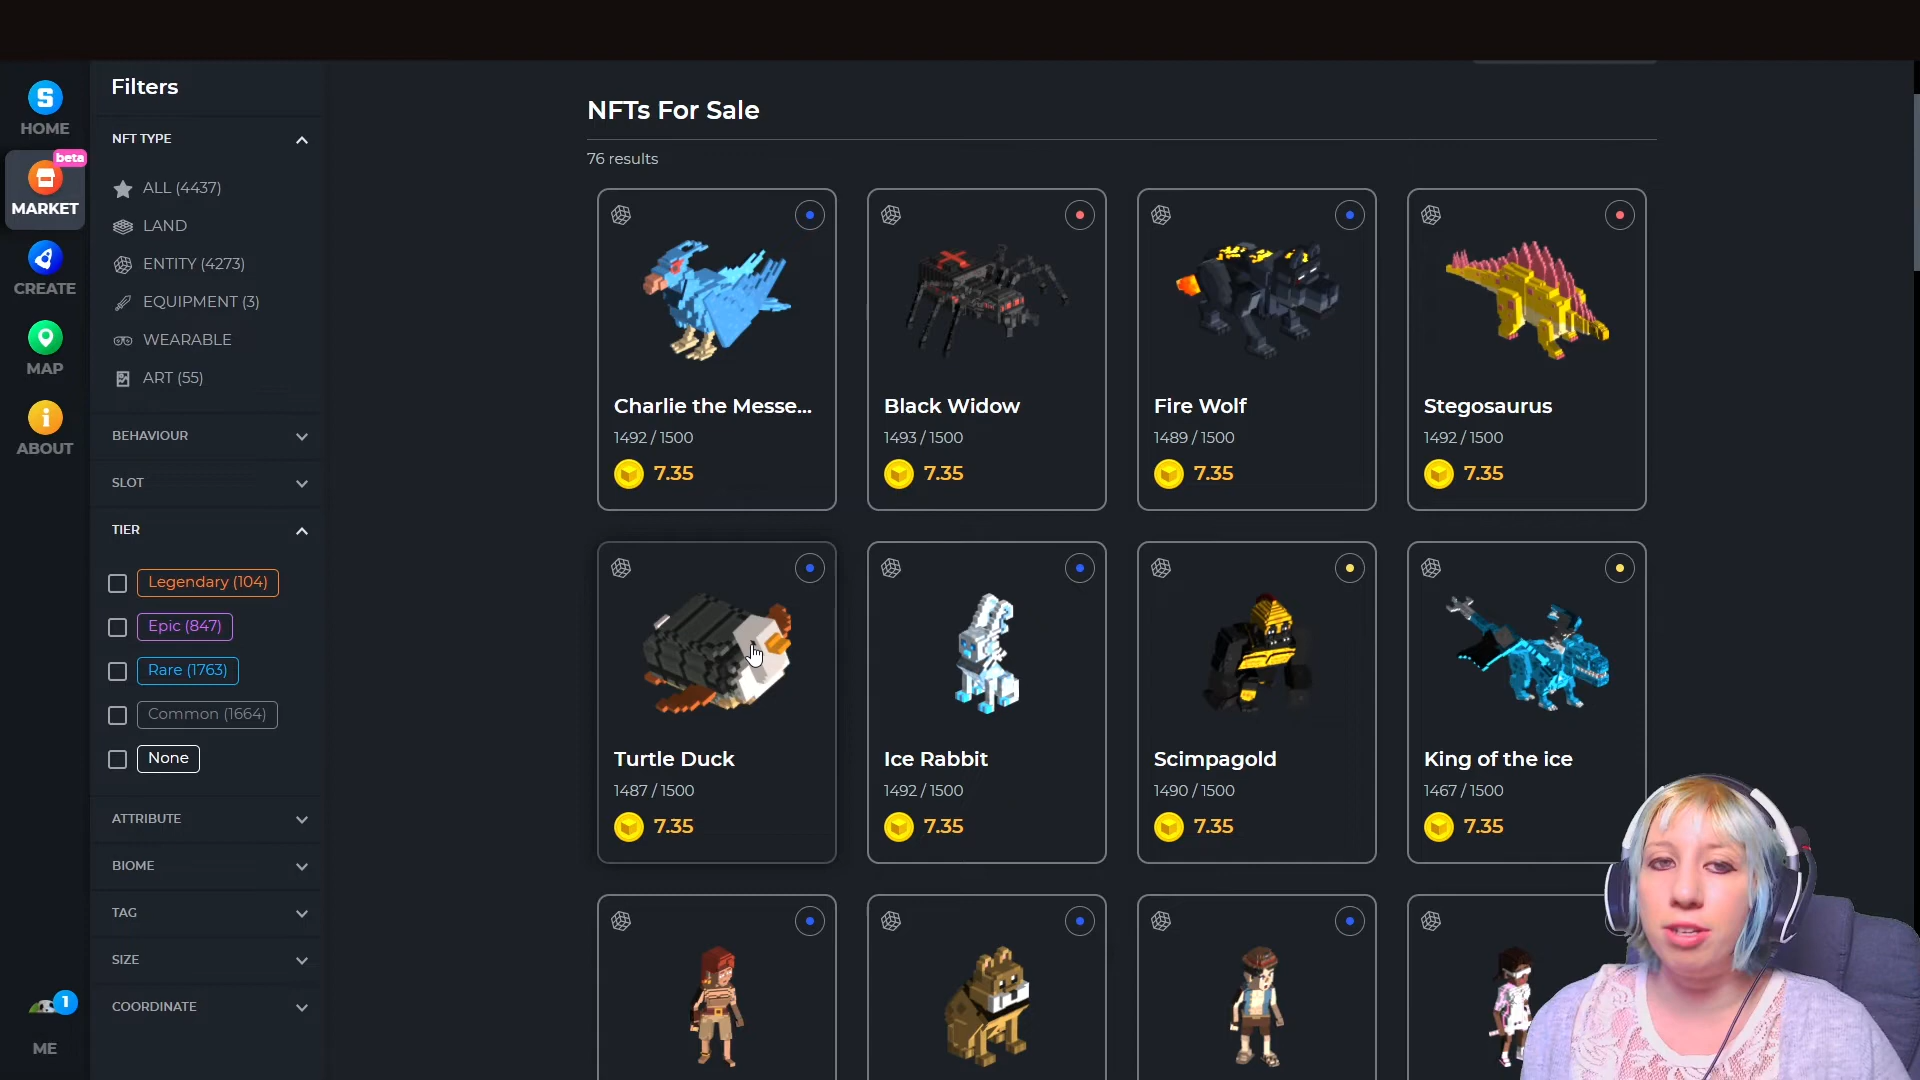 HOME
beta
MARKET
CREATE
MAP
ABOUT
1
ME
Filters
NFT TYPE
ALL (4437)
LAND
ENTITY (4273)
EQUIPMENT (3)
WEARABLE
ART (55)
BEHAVIOUR
SLOT
TIER
Legendary (104)
Epic (847)
Rare (1763)
Common (1664)
None
ATTRIBUTE
BIOME
TAG
SIZE
COORDINATE
NFTs For Sale
76 results
Charlie the Messe...
1492 / 1500
7.35
Black Widow
1493 / 1500
7.35
Fire Wolf
1489 / 1500
7.35
Stegosaurus
1492 / 1500
7.35
Turtle Duck
1487 / 1500
7.35
Ice Rabbit
1492 / 1500
7.35
Scimpagold
1490 / 1500
7.35
King of the ice
1467 / 1500
7.35